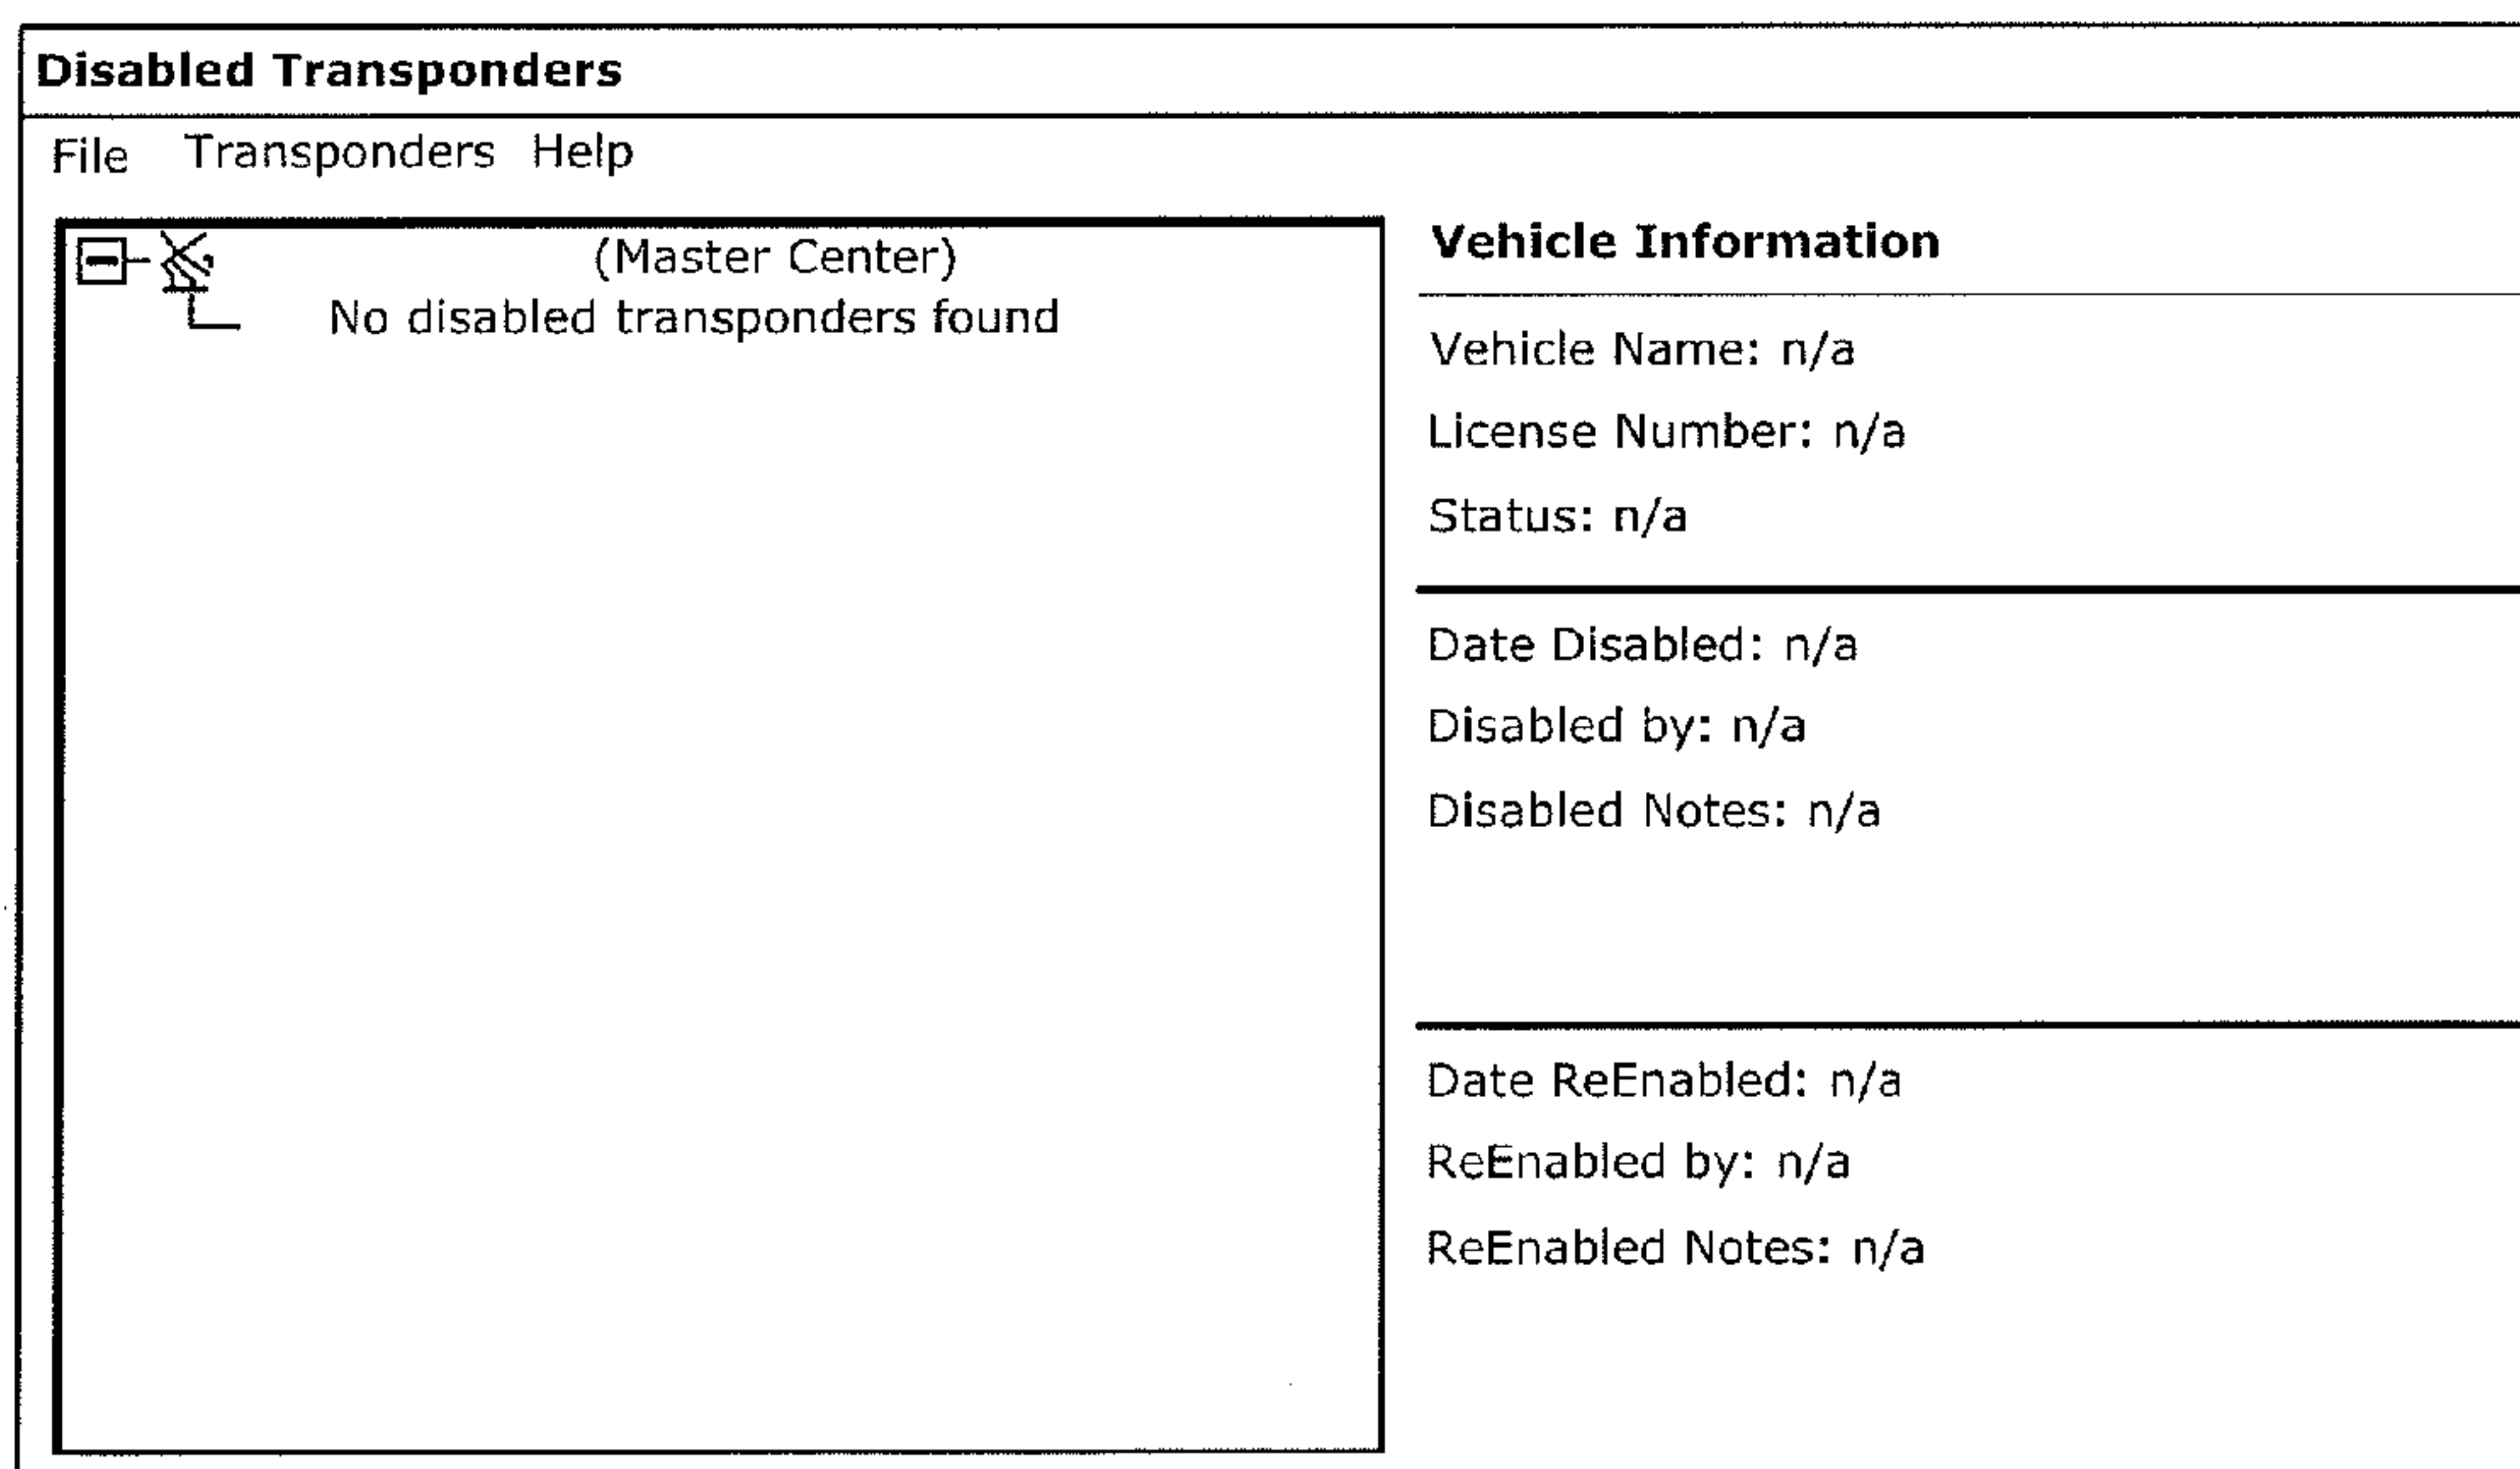 Disabled Transponders
File Transponders Help
(Master Center)
No disabled transponders found
Vehicle Information
Vehicle Name: n/a
License Number: n/a
Status: n/a
Date Disabled: n/a
Disabled by: n/a
Disabled Notes: n/a
Date ReEnabled: n/a
ReEnabled by: n/a
ReEnabled Notes: n/a